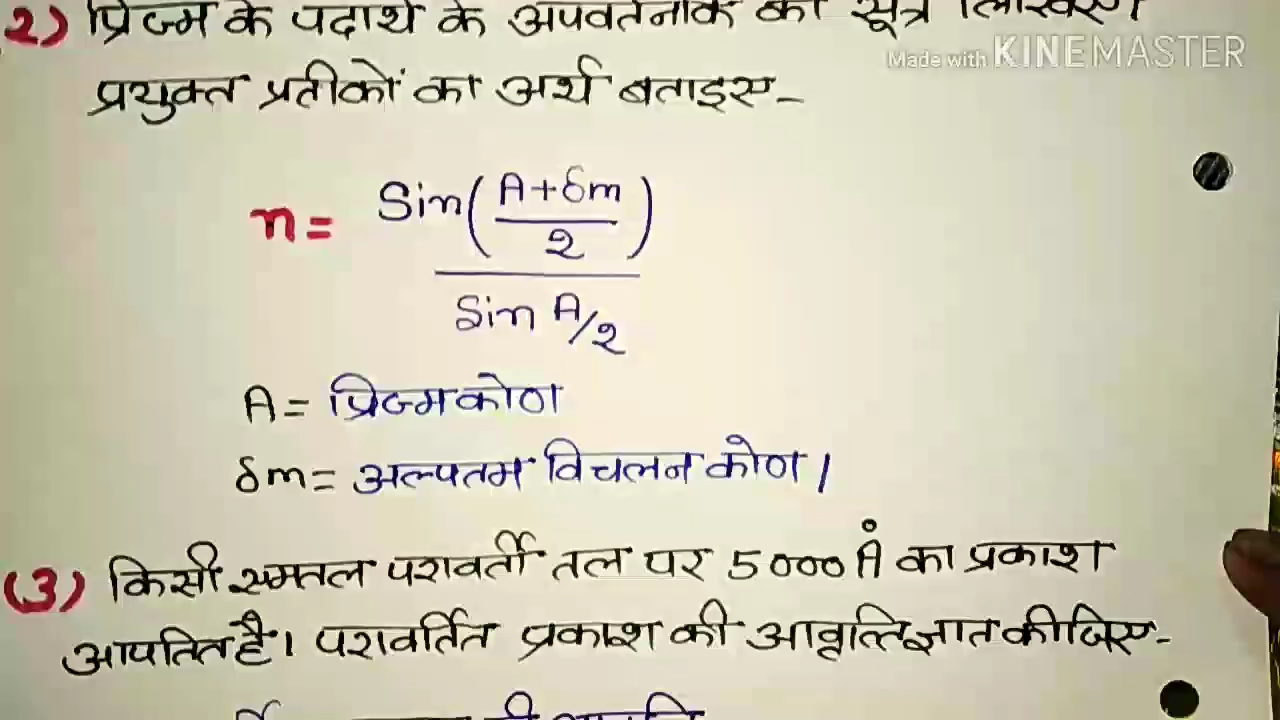 2) प्रिज्म के पदार्थ के अपवर्तनांक का सूत्र लिखिए।
Made with KINEMASTER
प्रयुक्त प्रतीकों का अर्थ बताइए-
n = Sin(A+δm/2)
Sin A/2
A = प्रिज्म कोण
δm = अल्पतम विचलन कोण।
(3) किसी समतल परावर्ती तल पर 5000 Å का प्रकाश
आपतित है। परावर्तित प्रकाश की आवृत्ति ज्ञात कीजिए-